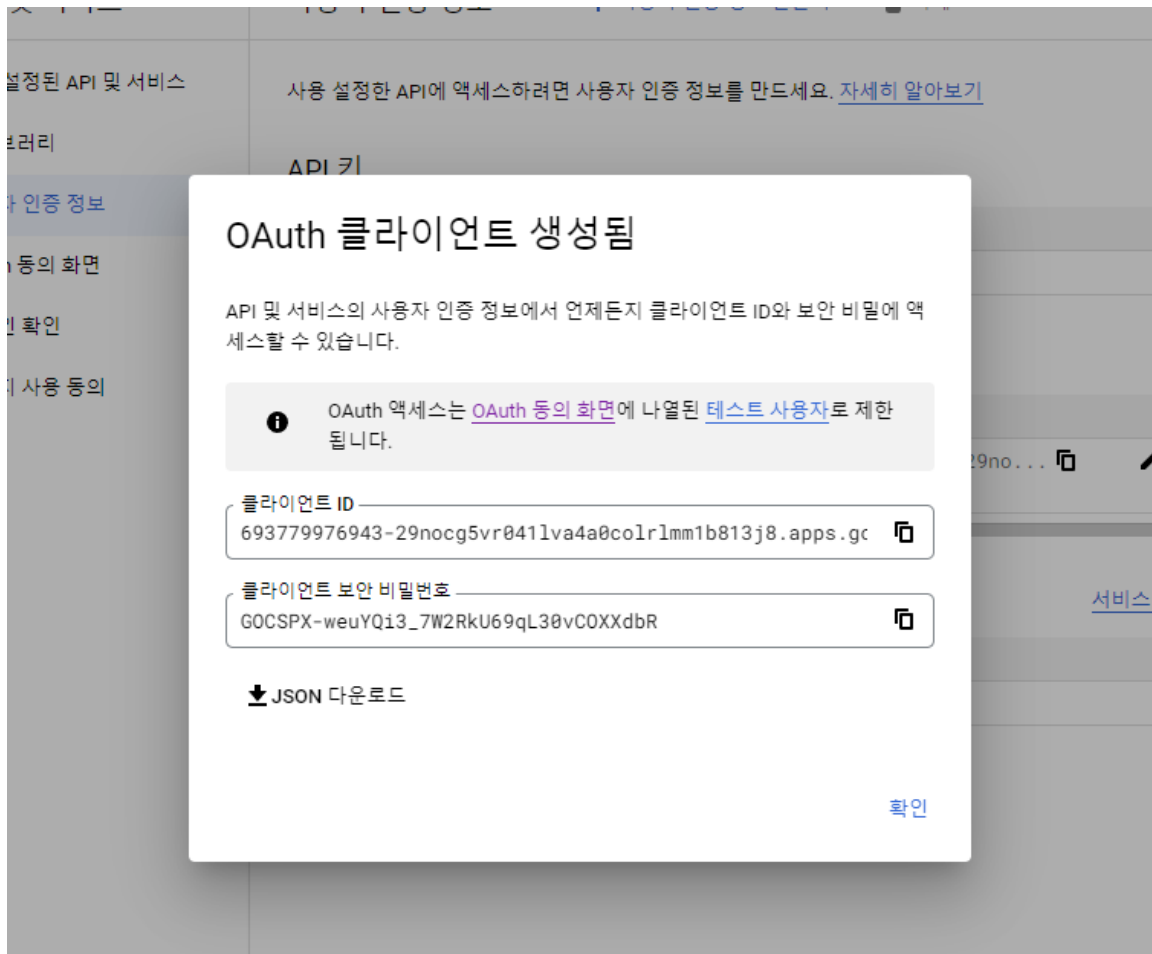 설정된 API 및 서비스
사용 설정한 API에 액세스하려면 사용자 인증 정보를 만드세요. 자세히 알아보기
API 키
인증 정보
동의 화면
확인
사용 동의
OAuth 클라이언트 생성됨
API 및 서비스의 사용자 인증 정보에서 언제든지 클라이언트 ID와 보안 비밀에 액
세스할 수 있습니다.
OAuth 액세스는 OAuth 동의 화면에 나열된 테스트 사용자로 제한
됩니다.
29no...
클라이언트 ID
693779976943-29nocg5vr041lva4a0colrlmm1b813j8.apps.gc
클라이언트 보안 비밀번호
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
서비스
JSON 다운로드
확인